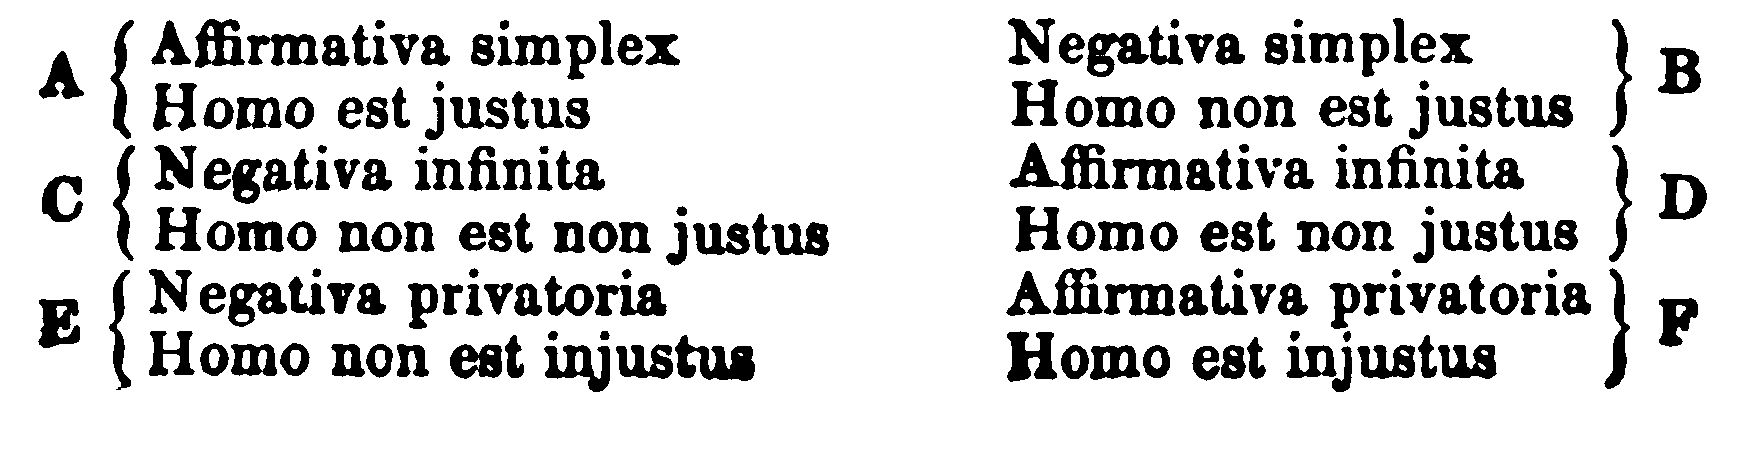 A { Affirmativa simplex
Homo est justus
Negativa simplex } B
Homo non est justus
C { Negativa infinita
Homo non est non justus
Affirmativa infinita } D
Homo est non justus
E { Negativa privatoria
Homo non est injustus
Affirmativa privatoria } F
Homo est injustus